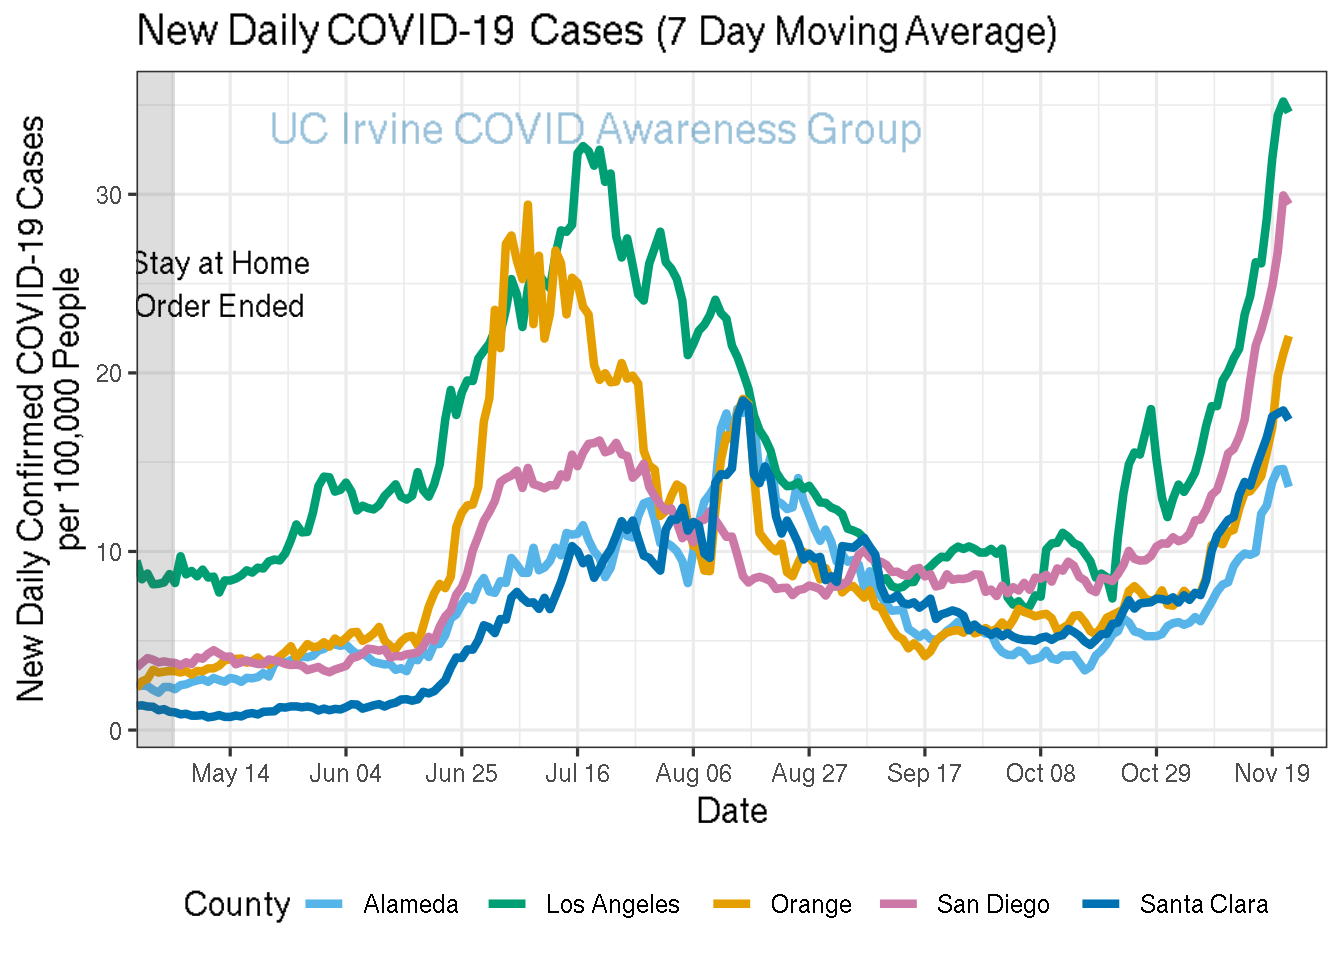 New Daily COVID-19 Cases (7 Day Moving Average)
UC Irvine COVID Awareness Group
Stay at Home
Order Ended
New Daily Confirmed COVID-19 Cases
per 100,000 People
30
20
10
0
May 14 Jun 04 Jun 25 Jul 16 Aug 06 Aug 27 Sep 17 Oct 08 Oct 29 Nov 19
Date
County Alameda Los Angeles Orange San Diego Santa Clara